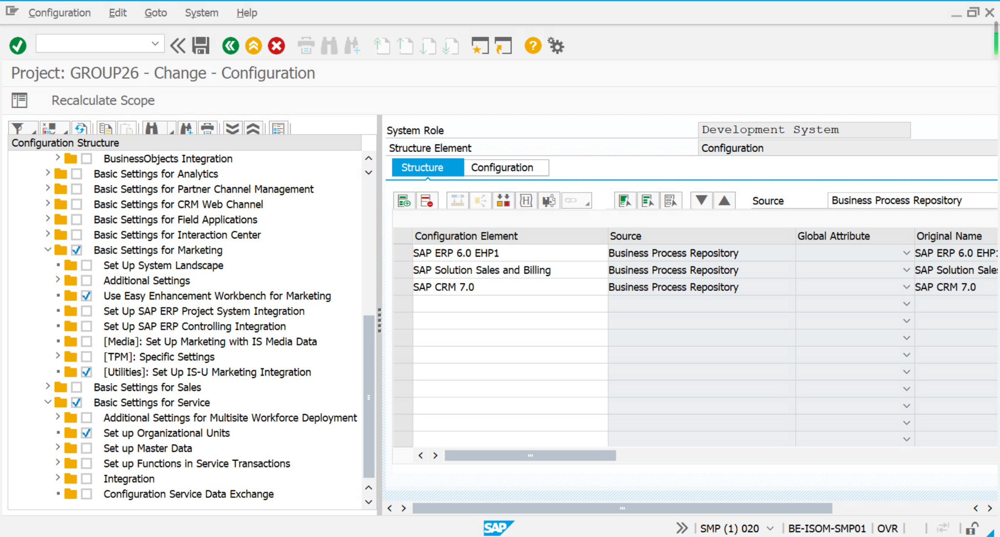 Configuration Edit Goto System Help
Project: GROUP26 - Change - Configuration
Recalculate Scope
Configuration Structure
BusinessObjects Integration
Basic Settings for Analytics
Basic Settings for Partner Channel Management
Basic Settings for CRM Web Channel
Basic Settings for Field Applications
Basic Settings for Interaction Center
Basic Settings for Marketing
Set Up System Landscape
Additional Settings
Use Easy Enhancement Workbench for Marketing
Set Up SAP ERP Project System Integration
Set Up SAP ERP Controlling Integration
[Media]: Set Up Marketing with IS Media Data
[TPM]: Specific Settings
[Utilities]: Set Up IS-U Marketing Integration
Basic Settings for Sales
Basic Settings for Service
Additional Settings for Multisite Workforce Deployment
Set up Organizational Units
Set up Master Data
Set up Functions in Service Transactions
Integration
Configuration Service Data Exchange
System Role Development System
Structure Element Configuration
Structure Configuration
Source Business Process Repository
Configuration Element Source Global Attribute Original Name
SAP ERP 6.0 EHP1 Business Process Repository SAP ERP 6.0 EHP1
SAP Solution Sales and Billing Business Process Repository SAP Solution Sales
SAP CRM 7.0 Business Process Repository SAP CRM 7.0
SAP SMP (1) 020 BE-ISOM-SMP01 OVR